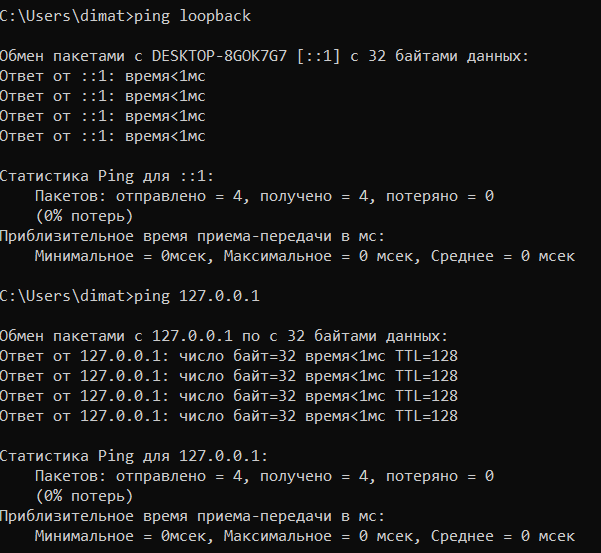 C:\Users\dimat>ping loopback
Обмен пакетами с DESKTOP-8GOK7G7 [::1] с 32 байтами данных:
Ответ от ::1: время<1мс
Ответ от ::1: время<1мс
Ответ от ::1: время<1мс
Ответ от ::1: время<1мс
Статистика Ping для ::1:
Пакетов: отправлено = 4, получено = 4, потеряно = 0
(0% потерь)
Приблизительное время приема-передачи в мс:
Минимальное = 0мсек, Максимальное = 0 мсек, Среднее = 0 мсек
C:\Users\dimat>ping 127.0.0.1
Обмен пакетами с 127.0.0.1 по с 32 байтами данных:
Ответ от 127.0.0.1: число байт=32 время<1мс TTL=128
Ответ от 127.0.0.1: число байт=32 время<1мс TTL=128
Ответ от 127.0.0.1: число байт=32 время<1мс TTL=128
Ответ от 127.0.0.1: число байт=32 время<1мс TTL=128
Статистика Ping для 127.0.0.1:
Пакетов: отправлено = 4, получено = 4, потеряно = 0
(0% потерь)
Приблизительное время приема-передачи в мс:
Минимальное = 0мсек, Максимальное = 0 мсек, Среднее = 0 мсек